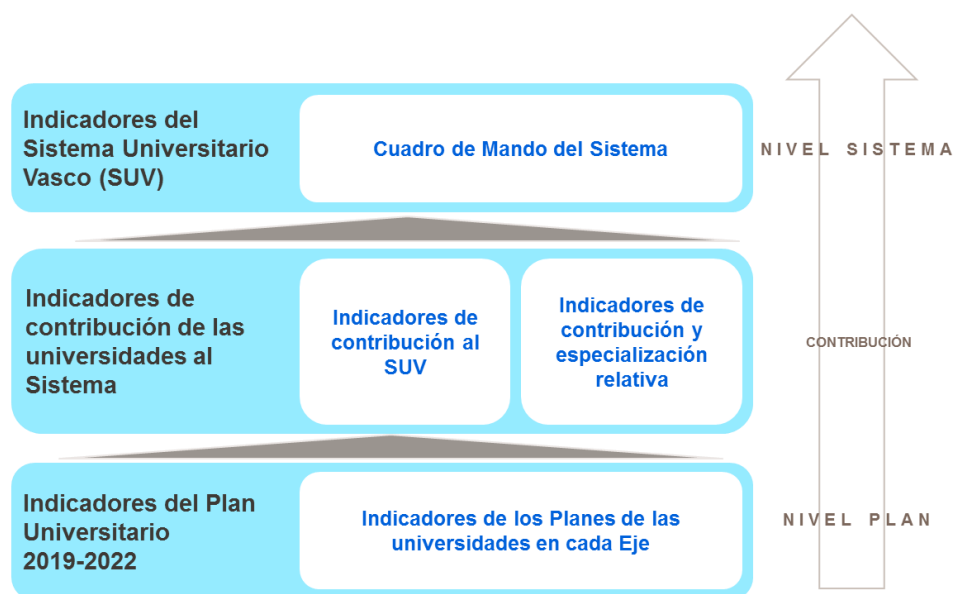 Indicadores del
Sistema Universitario
Vasco (SUV)
Cuadro de Mando del Sistema
NIVEL SISTEMA
Indicadores de
contribución de las
universidades al
Sistema
Indicadores de
contribución al
SUV
Indicadores de
contribución y
especialización
relativa
CONTRIBUCIÓN
Indicadores del Plan
Universitario
2019-2022
Indicadores de los Planes de las
universidades en cada Eje
NIVEL PLAN